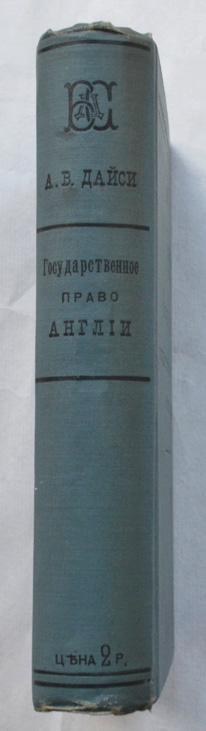 А. В. ДАЙСИ
Государственное
ПРАВО
АНГЛІИ
ЦѢНА 2 Р.